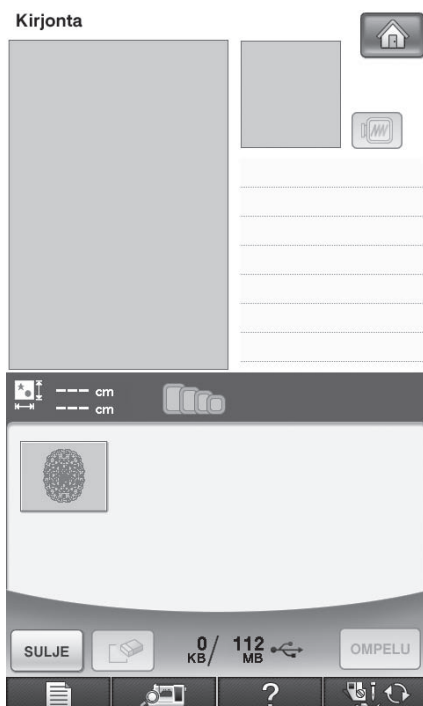 Kirjonta
--- cm
--- cm
SULJE
0 KB/ 112 MB
OMPELU
?
i